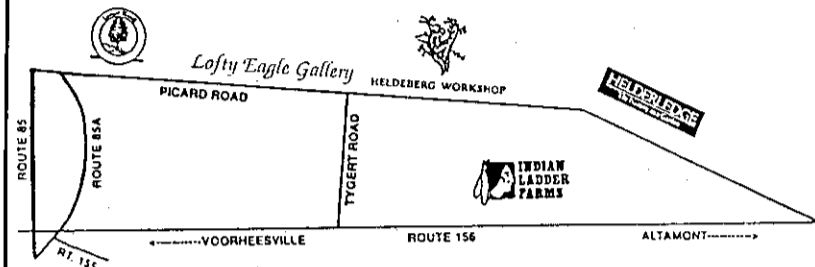 Lofty Eagle Gallery
HELDEBERG WORKSHOP
HELDERLEDGE
PICARD ROAD
ROUTE 85
ROUTE 85A
TYGERT ROAD
INDIAN
LADDER
FARMS
<---------VOORHEESVILLE
ROUTE 156
ALTAMONT--------->
RT. 155